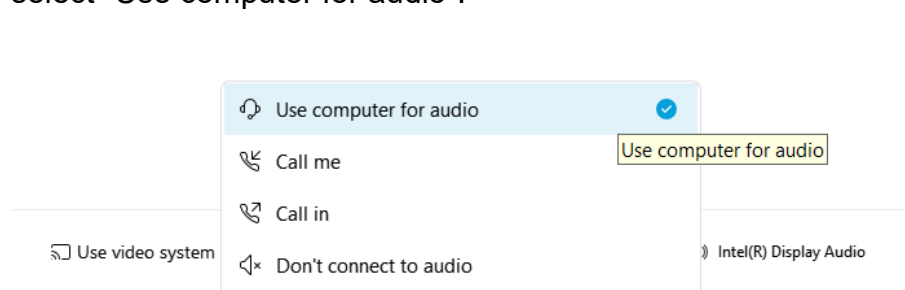 select "Use computer for audio".
Use computer for audio
Use computer for audio
Call me
Call in
Use video system
Intel(R) Display Audio
Don't connect to audio